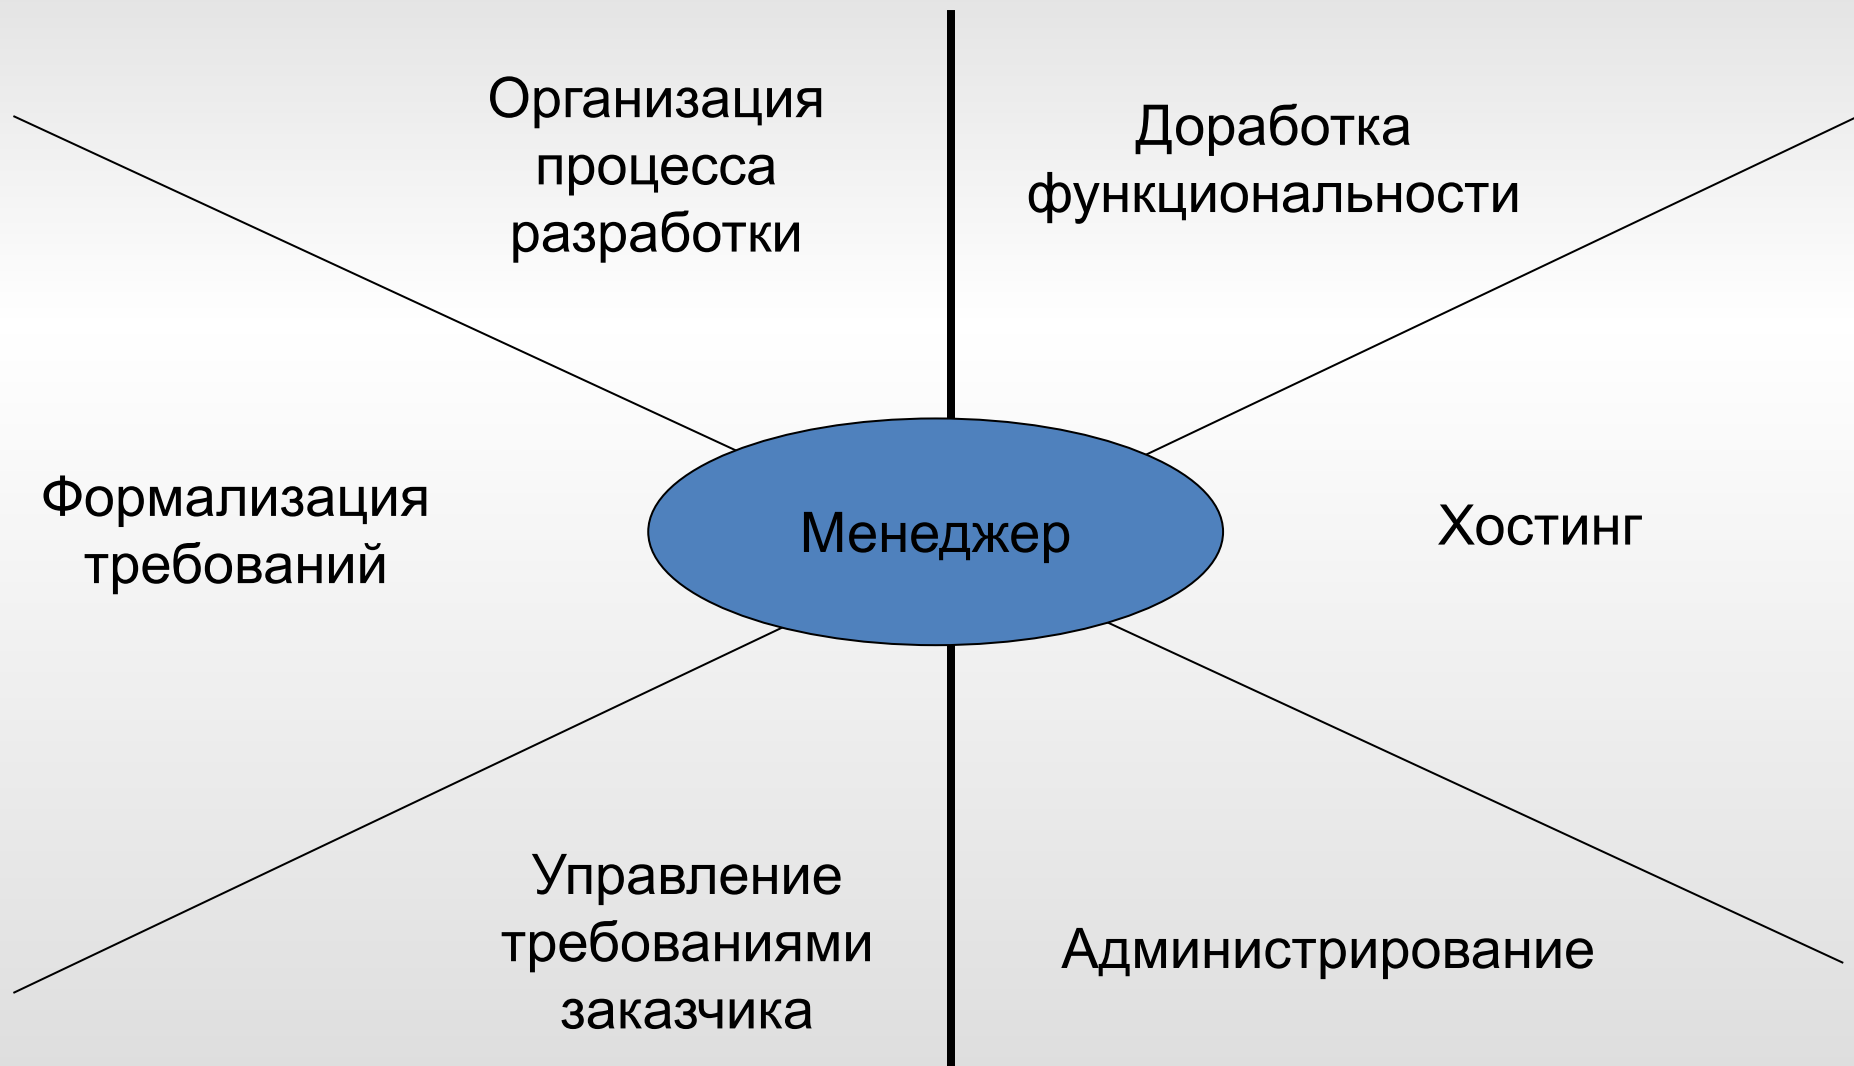 Организация
процесса
разработки
Доработка
функциональности
Формализация
требований
Менеджер
Хостинг
Управление
требованиями
заказчика
Администрирование